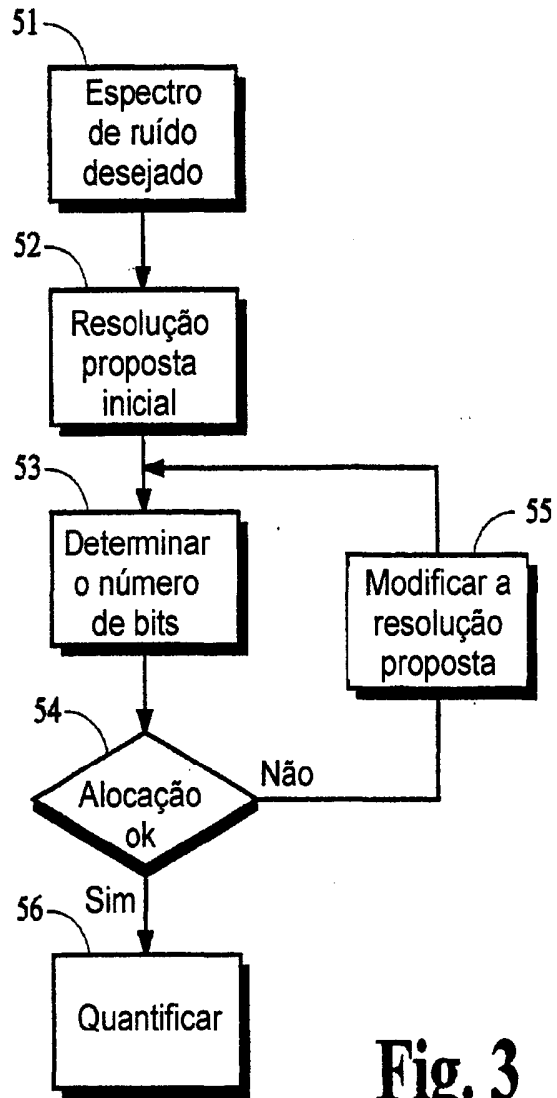 51
Espectro
de ruído
desejado
52
Resolução
proposta
inicial
53
Determinar
o número
de bits
55
Modificar a
resolução
proposta
54
Alocação
ok
Não
Sim
56
Quantificar
Fig. 3